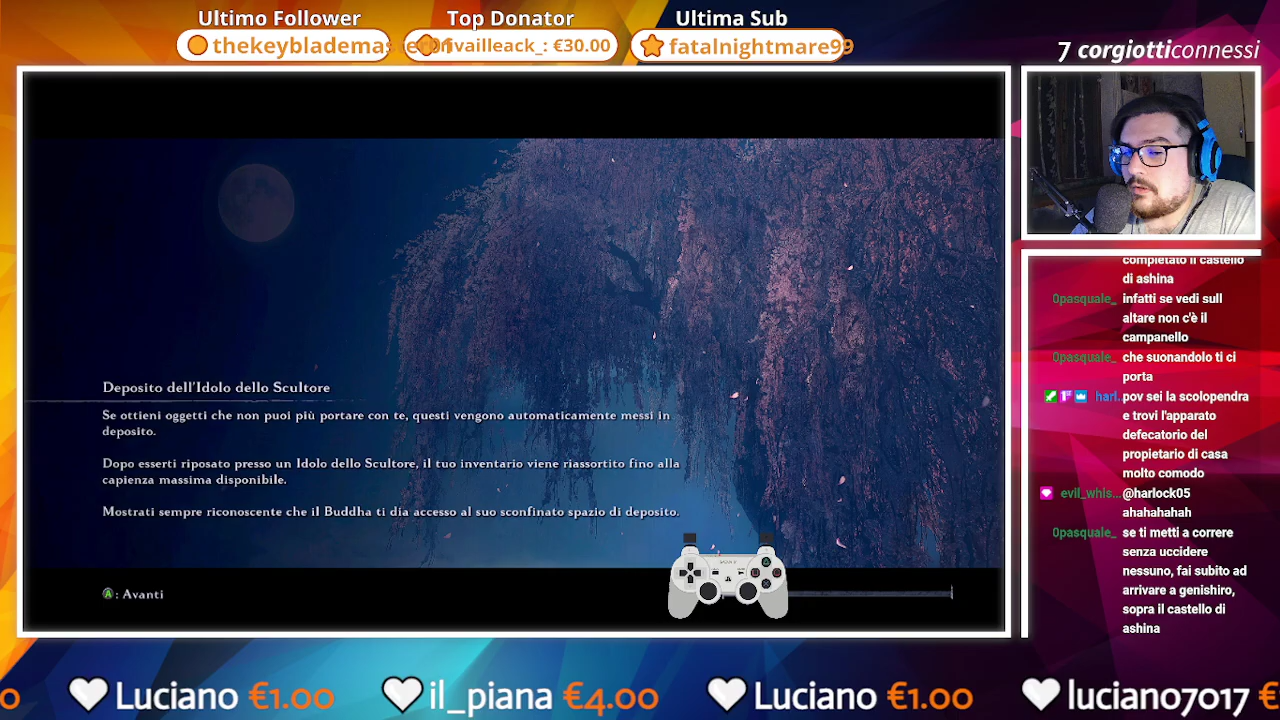 Ultimo Follower
Top Donator
Ultima Sub
thekeyblademaster06
ivailleack_: €30.00
fatalnightmare99
7 corgiotticonnessi
completato il castello
di ashina
0pasquale_ infatti se vedi sull
altare non c'è il
campanello
0pasquale_ che suonandolo ti ci
porta
harl... pov sei la scolopendra
e trovi l'apparato
defecatorio del
propietario di casa
molto comodo
evil_whis... @harlock05
ahahahahah
0pasquale_ se ti metti a correre
senza uccidere
nessuno, fai subito ad
arrivare a genishiro,
sopra il castello di
ashina
Deposito dell'Idolo dello Scultore
Se ottieni oggetti che non puoi più portare con te, questi vengono automaticamente messi in
deposito.
Dopo esserti riposato presso un Idolo dello Scultore, il tuo inventario viene riassortito fino alla
capienza massima disponibile.
Mostrati sempre riconoscente che il Buddha ti dia accesso al suo sconfinato spazio di deposito.
A: Avanti
SONY
Luciano €1.00 il_piana €4.00 Luciano €1.00 luciano7017 €